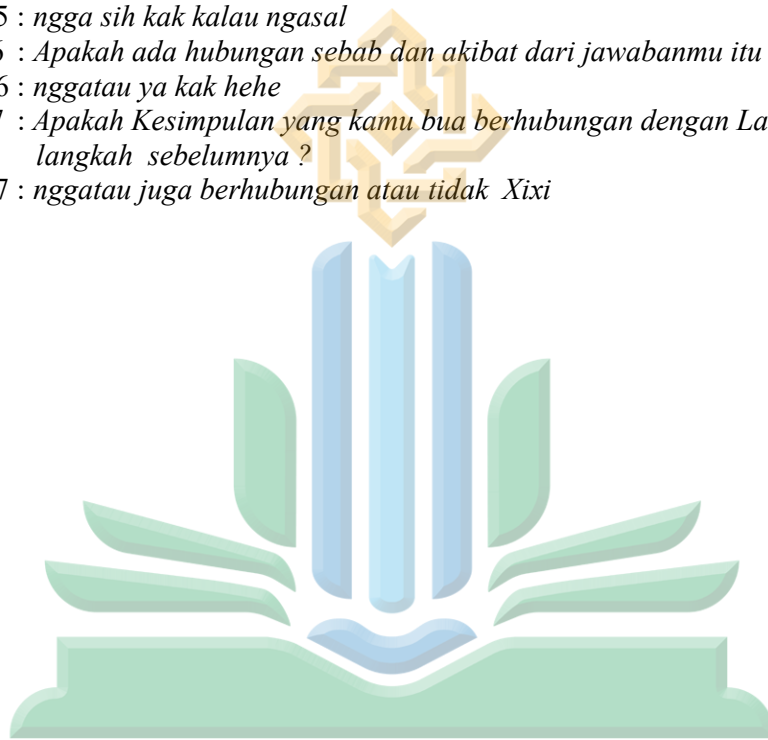 5 : ngga sih kak kalau ngasal
6 : Apakah ada hubungan sebab dan akibat dari jawabanmu itu
6 : nggatau ya kak hehe
: Apakah Kesimpulan yang kamu bua berhubungan dengan La
langkah sebelumnya ?
7 : nggatau juga berhubungan atau tidak Xixi